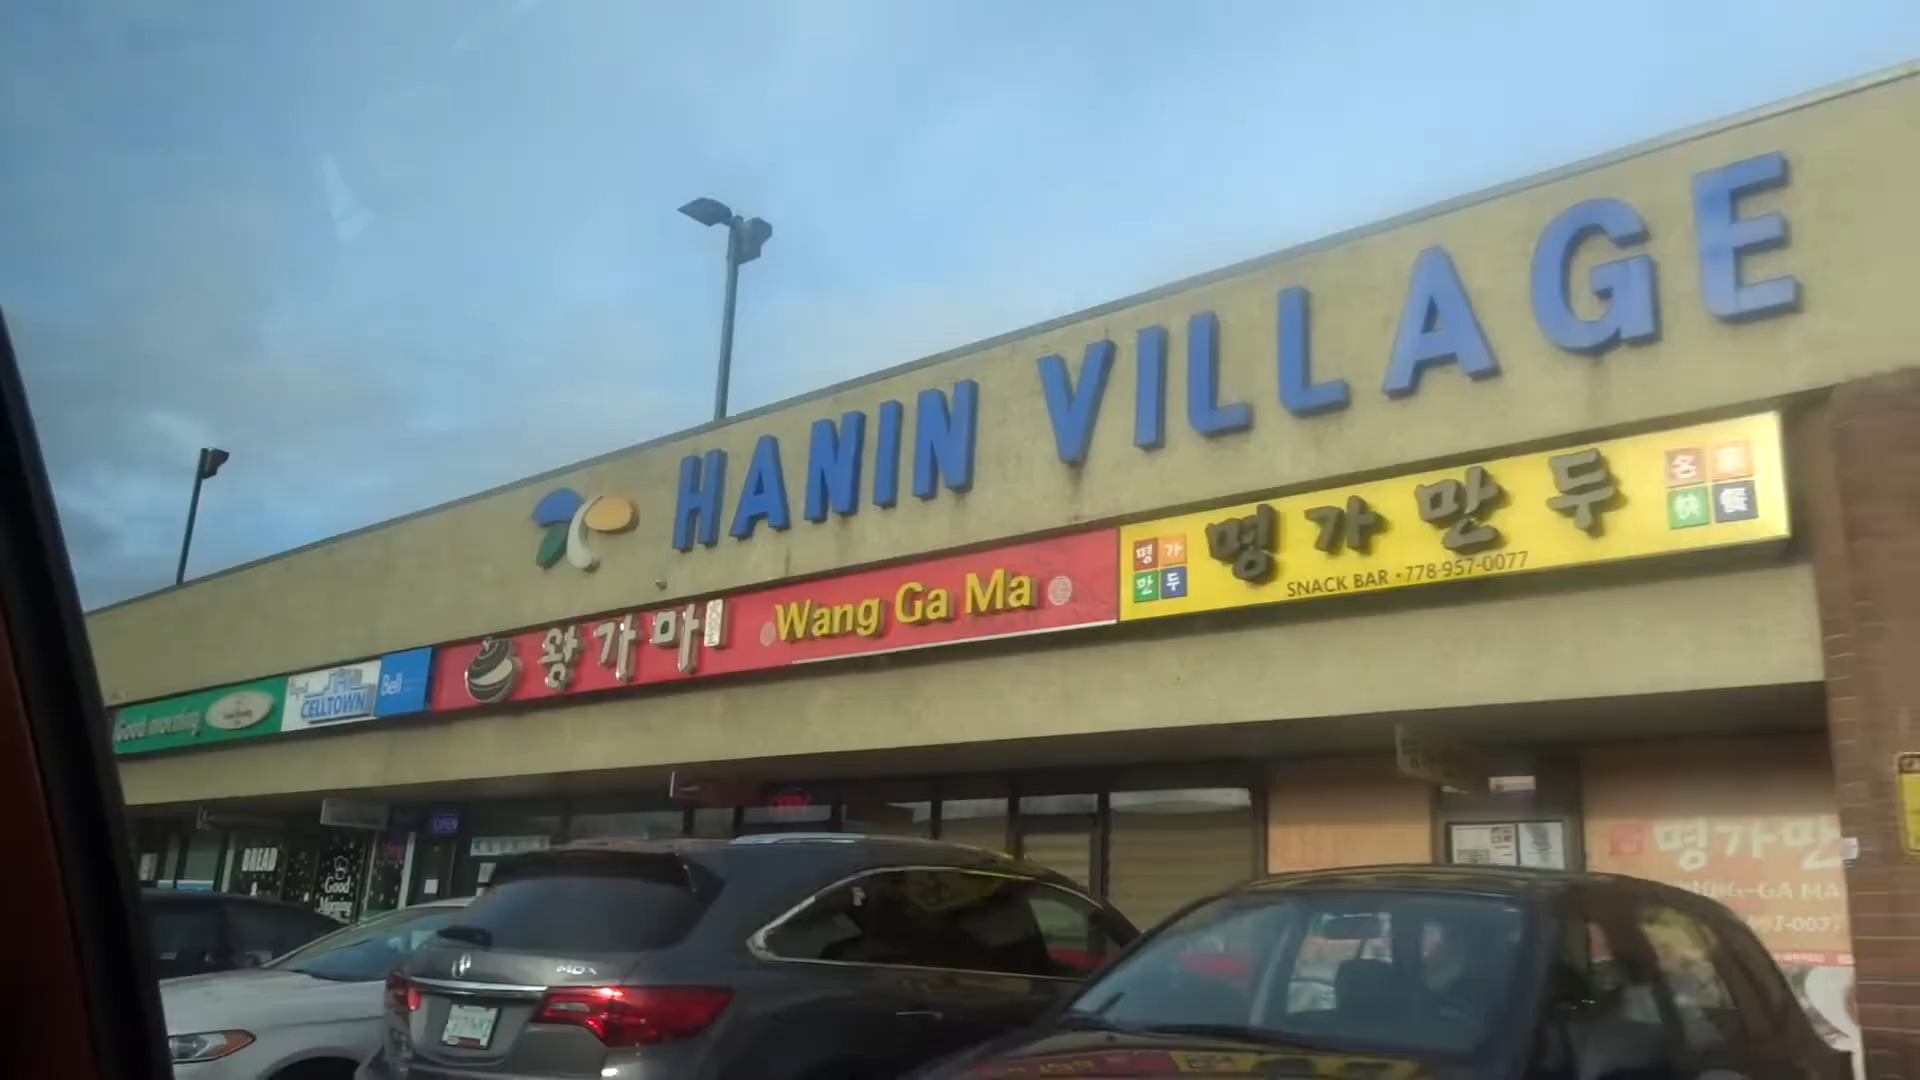 HANIN VILLAGE
Good morning
CELLTOWN
Bell
왕가마
Wang Ga Ma
명가
만두
명가만두
SNACK BAR · 778-957-0077
名家
快餐
OPEN
BREAD
Good
Morning
MDX
명가만